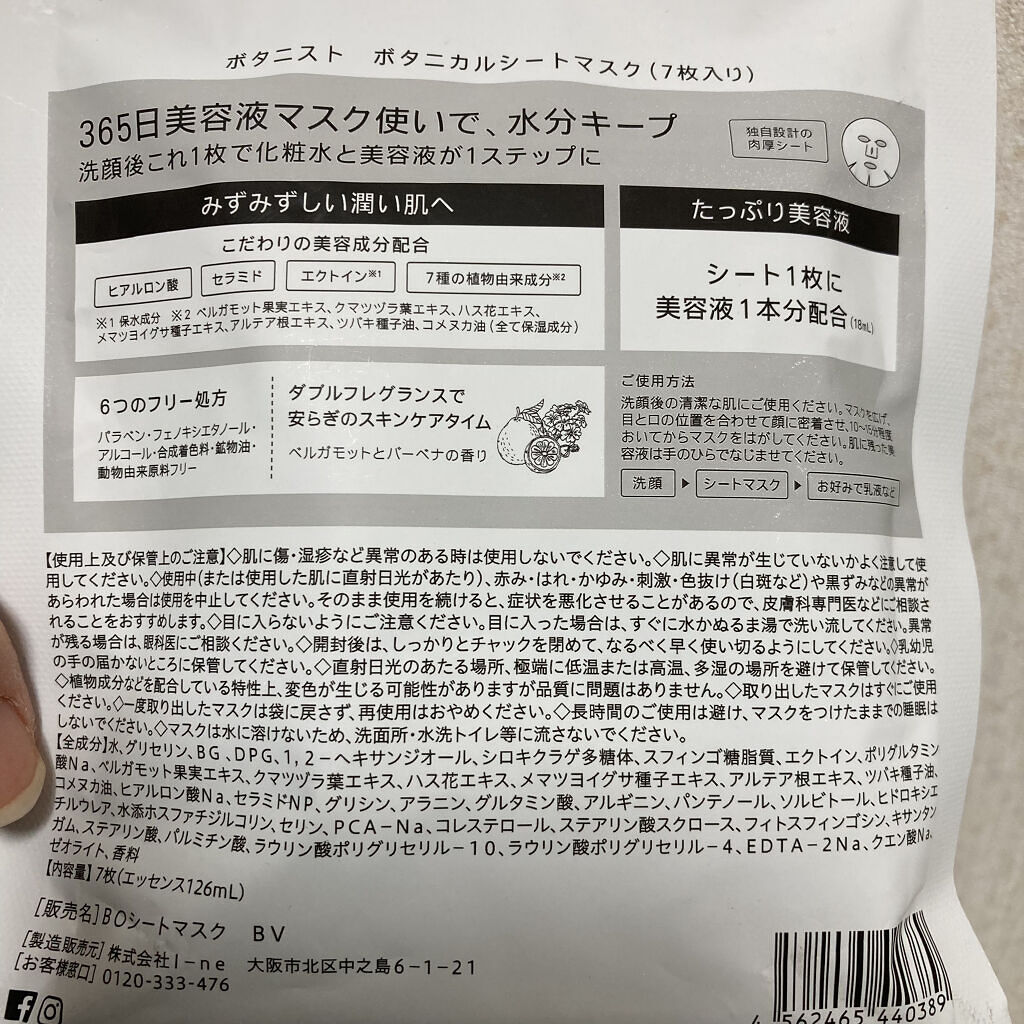 ボタニスト　ボタニカルシートマスク（7枚入り）
365日美容液マスク使いで、水分キープ
洗顔後これ1枚で化粧水と美容液が1ステップに
独自設計の
肉厚シート
みずみずしい潤い肌へ
こだわりの美容成分配合
ヒアルロン酸　セラミド　エクトイン※1　7種の植物由来成分※2
※1 保水成分　※2 ベルガモット果実エキス、クマツヅラ葉エキス、ハス花エキス、
メマツヨイグサ種子エキス、アルテア根エキス、ツバキ種子油、コメヌカ油（全て保湿成分）
たっぷり美容液
シート1枚に
美容液1本分配合（18mL）
6つのフリー処方
パラベン・フェノキシエタノール・
アルコール・合成着色料・鉱物油・
動物由来原料フリー
ダブルフレグランスで
安らぎのスキンケアタイム
ベルガモットとバーベナの香り
ご使用方法
洗顔後の清潔な肌にご使用ください。マスクを広げ、
目と口の位置を合わせて顔に密着させ、10〜15分程度
おいてからマスクをはがしてください。肌に残った美
容液は手のひらでなじませてください。
洗顔 ▶ シートマスク ▶ お好みで乳液など
【使用上及び保管上のご注意】◇肌に傷・湿疹など異常のある時は使用しないでください。◇肌に異常が生じていないかよく注意して使
用してください。◇使用中（または使用した肌に直射日光があたり）、赤み・はれ・かゆみ・刺激・色抜け（白斑など）や黒ずみなどの異常が
あらわれた場合は使用を中止してください。そのまま使用を続けると、症状を悪化させることがあるので、皮膚科専門医などにご相談さ
れることをおすすめします。◇目に入らないようにご注意ください。目に入った場合は、すぐに水かぬるま湯で洗い流してください。異常
が残る場合は、眼科医にご相談ください。◇開封後は、しっかりとチャックを閉めて、なるべく早く使い切るようにしてください。◇乳幼児
の手の届かないところに保管してください。◇直射日光のあたる場所、極端に低温または高温、多湿の場所を避けて保管してください。
◇植物成分などを配合している特性上、変色が生じる可能性がありますが品質に問題はありません。◇取り出したマスクはすぐにご使用
ください。◇一度取り出したマスクは袋に戻さず、再使用はおやめください。◇長時間のご使用は避け、マスクをつけたままでの睡眠は
しないでください。◇マスクは水に溶けないため、洗面所・水洗トイレ等に流さないでください。
【全成分】水、グリセリン、BG、DPG、1，2−ヘキサンジオール、シロキクラゲ多糖体、スフィンゴ糖脂質、エクトイン、ポリグルタミン
酸Na、ベルガモット果実エキス、クマツヅラ葉エキス、ハス花エキス、メマツヨイグサ種子エキス、アルテア根エキス、ツバキ種子油、
コメヌカ油、ヒアルロン酸Na、セラミドNP、グリシン、アラニン、グルタミン酸、アルギニン、パンテノール、ソルビトール、ヒドロキシエ
チルウレア、水添ホスファチジルコリン、セリン、PCA−Na、コレステロール、ステアリン酸スクロース、フィトスフィンゴシン、キサンタン
ガム、ステアリン酸、パルミチン酸、ラウリン酸ポリグリセリル−10、ラウリン酸ポリグリセリル−4、EDTA−2Na、クエン酸Na、
ゼオライト、香料
【内容量】7枚（エッセンス126mL）
［販売名］BOシートマスク　BV
［製造販売元］株式会社I−ne　大阪市北区中之島6−1−21
［お客様窓口］0120-333-476
4 562465 440389